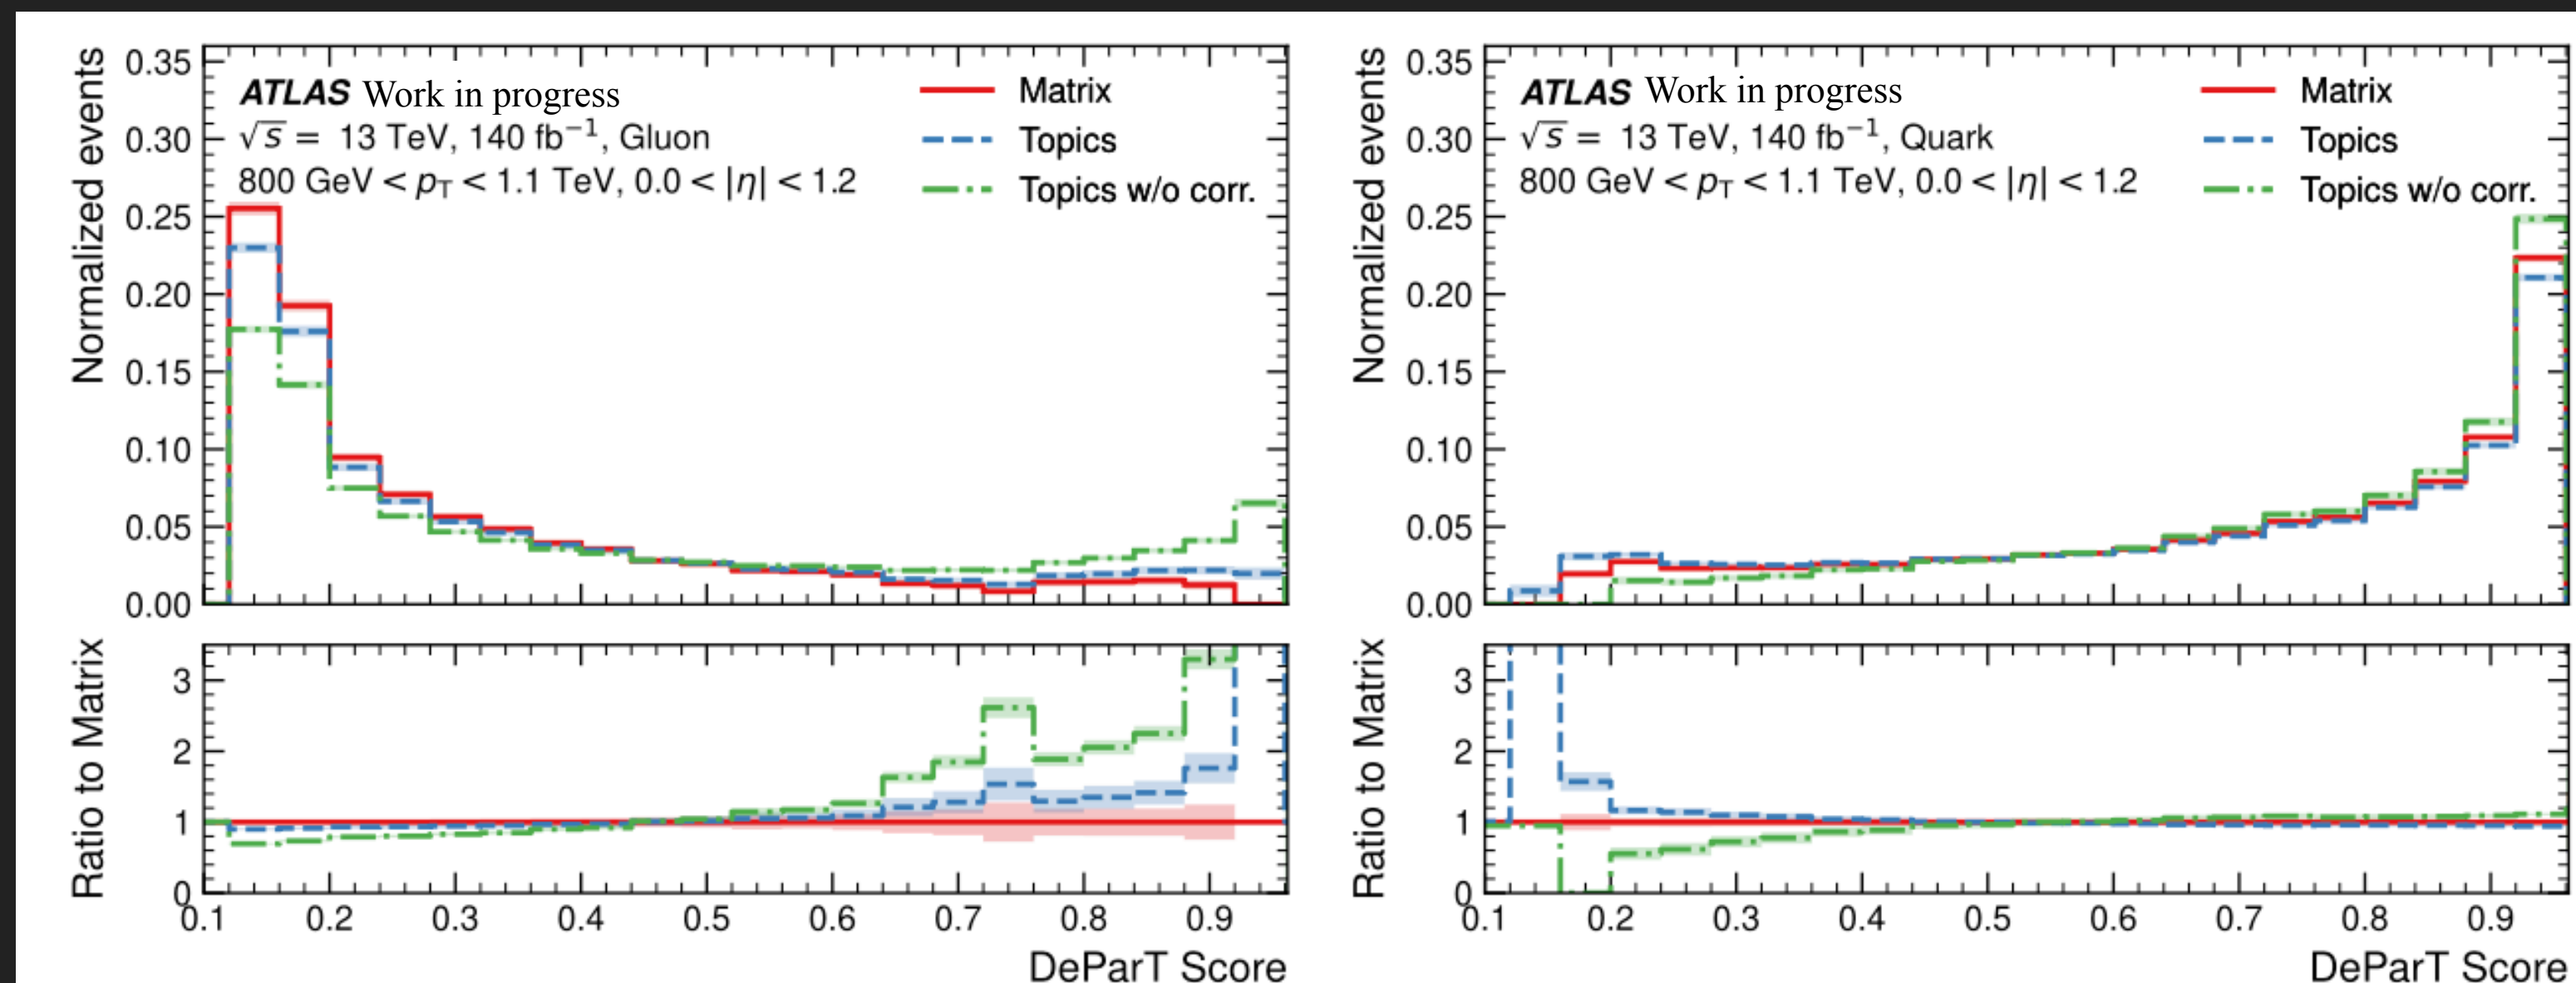 Normalized events
0.35
0.30
0.25
0.20
0.15
0.10
0.05
0.00
ATLAS Work in progress
√s = 13 TeV, 140 fb⁻¹, Gluon
800 GeV < pT < 1.1 TeV, 0.0 < |η| < 1.2
Matrix
Topics
Topics w/o corr.
Ratio to Matrix
3
2
1
0
0.1 0.2 0.3 0.4 0.5 0.6 0.7 0.8 0.9
DeParT Score
Normalized events
0.35
0.30
0.25
0.20
0.15
0.10
0.05
0.00
ATLAS Work in progress
√s = 13 TeV, 140 fb⁻¹, Quark
800 GeV < pT < 1.1 TeV, 0.0 < |η| < 1.2
Matrix
Topics
Topics w/o corr.
Ratio to Matrix
3
2
1
0
0.1 0.2 0.3 0.4 0.5 0.6 0.7 0.8 0.9
DeParT Score